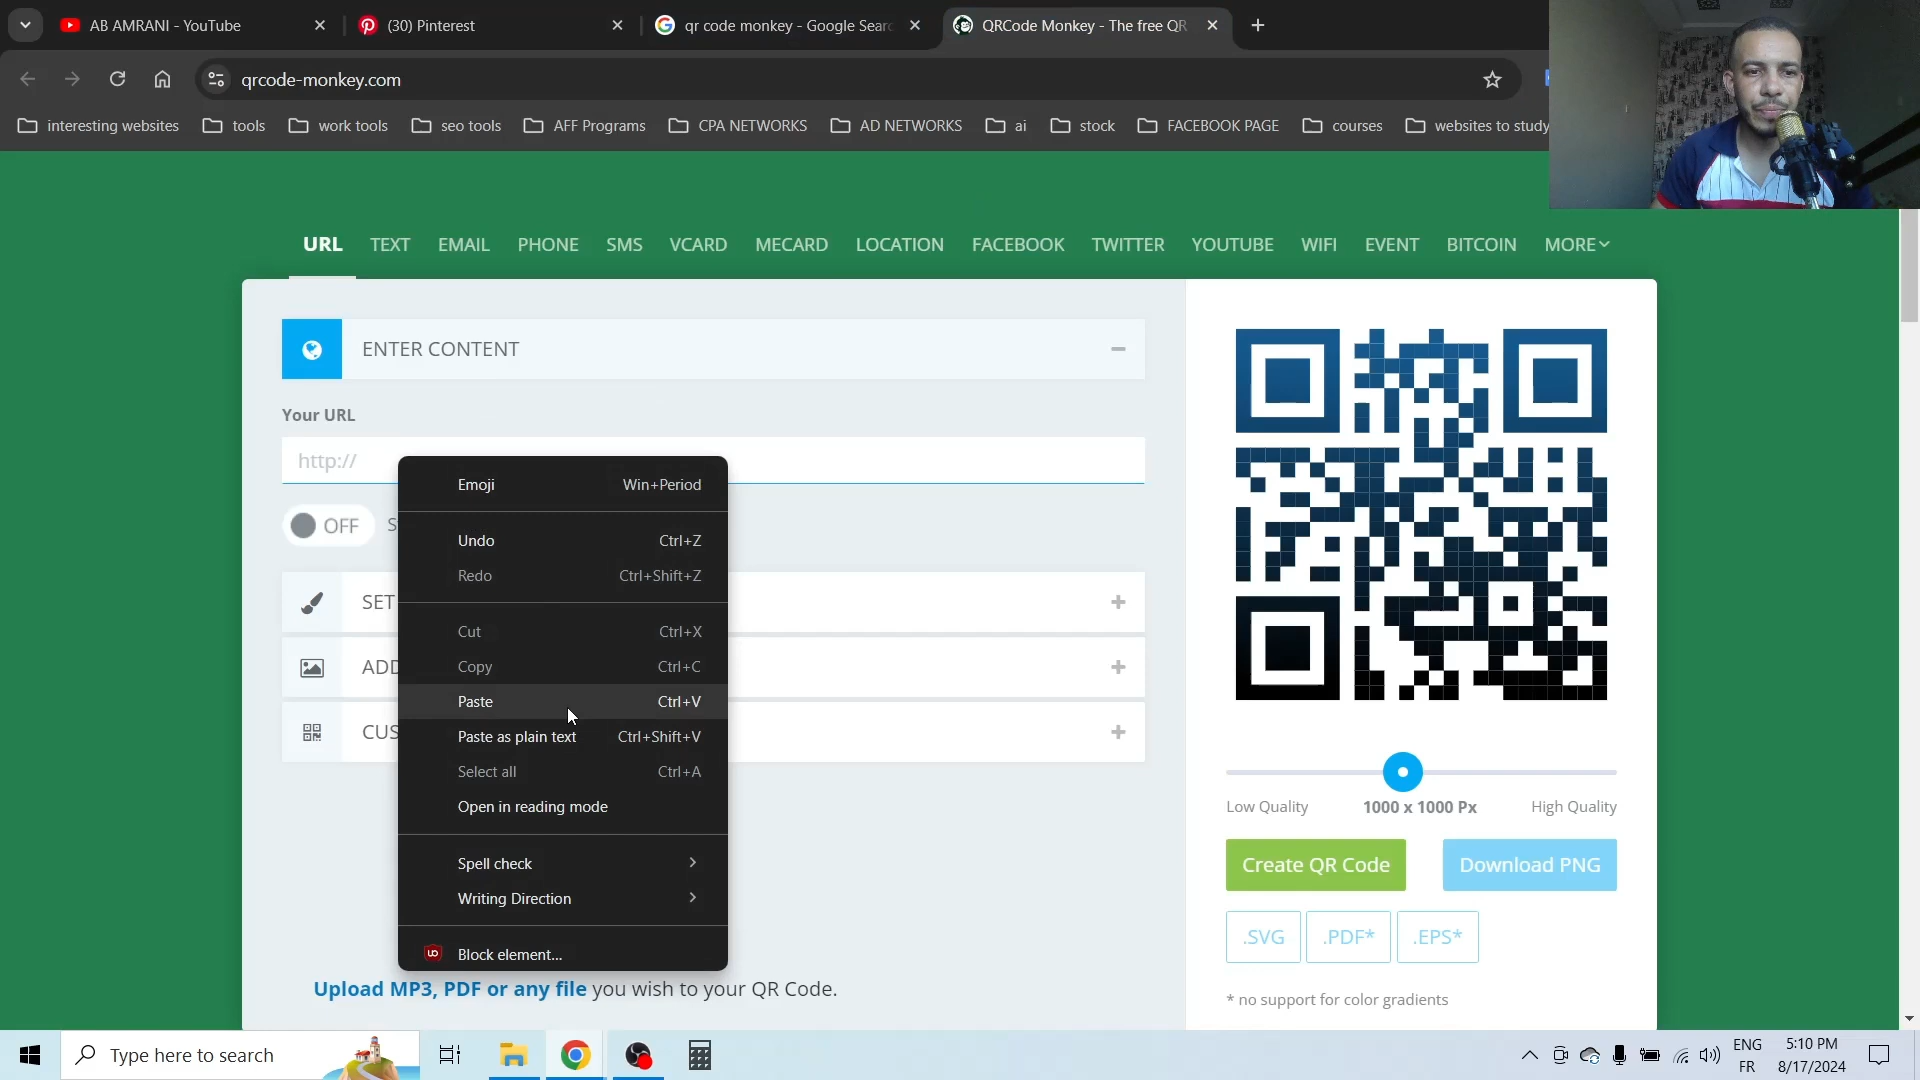 AB AMRANI - YouTube
(30) Pinterest
qr code monkey - Google Searc
QRCode Monkey - The free QR
qrcode-monkey.com
interesting websites
tools
work tools
seo tools
AFF Programs
CPA NETWORKS
AD NETWORKS
ai
stock
FACEBOOK PAGE
courses
websites to study
URL
TEXT
EMAIL
PHONE
SMS
VCARD
MECARD
LOCATION
FACEBOOK
TWITTER
YOUTUBE
WIFI
EVENT
BITCOIN
MORE
ENTER CONTENT
Your URL
http://
OFF
S
SET
ADD
CUS
Emoji Win+Period
Undo Ctrl+Z
Redo Ctrl+Shift+Z
Cut Ctrl+X
Copy Ctrl+C
Paste Ctrl+V
Paste as plain text Ctrl+Shift+V
Select all Ctrl+A
Open in reading mode
Spell check
Writing Direction
Block element...
Upload MP3, PDF or any file you wish to your QR Code.
Low Quality
1000 x 1000 Px
High Quality
Create QR Code
Download PNG
.SVG
.PDF*
.EPS*
* no support for color gradients
Type here to search
ENG
FR
5:10 PM
8/17/2024